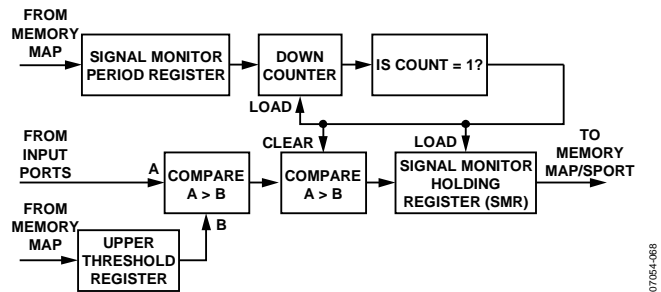 FROM
MEMORY
MAP
SIGNAL MONITOR
PERIOD REGISTER
DOWN
COUNTER
IS COUNT = 1?
LOAD
FROM
INPUT
PORTS
A
COMPARE
A > B
CLEAR
COMPARE
A > B
LOAD
SIGNAL MONITOR
HOLDING
REGISTER (SMR)
TO
MEMORY
MAP/SPORT
FROM
MEMORY
MAP
UPPER
THRESHOLD
REGISTER
B
07054-068